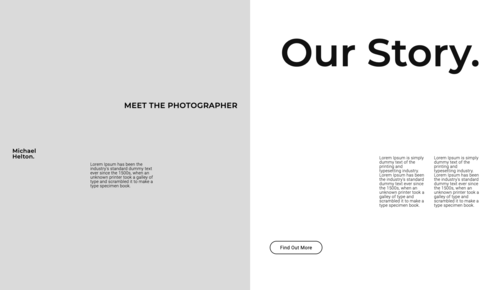 Our Story.
MEET THE PHOTOGRAPHER
Michael
Helton.
Lorem Ipsum has been the
industry's standard dummy text
ever since the 1500s, when an
unknown printer took a galley of
type and scrambled it to make a
type specimen book.
Lorem Ipsum is simply
dummy text of the
printing and
typesetting industry.
Lorem Ipsum has been
the industry's standard
dummy text ever since
the 1500s, when an
unknown printer took a
galley of type and
scrambled it to make a
type specimen book.
Lorem Ipsum is simply
dummy text of the
printing and
typesetting industry.
Lorem Ipsum has been
the industry's standard
dummy text ever since
the 1500s, when an
unknown printer took a
galley of type and
scrambled it to make a
type specimen book.
Find Out More